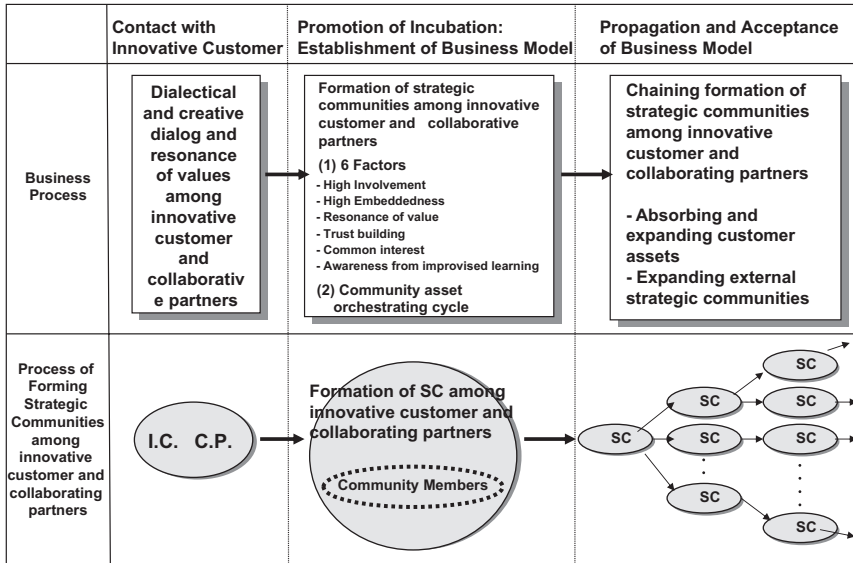 Contact with
Innovative Customer
Promotion of Incubation:
Establishment of Business Model
Propagation and Acceptance
of Business Model
Business
Process
Dialectical
and creative
dialog and
resonance
of values
among
innovative
customer
and
collaborativ
e partners
Formation of strategic
communities among innovative
customer and collaborative
partners
(1) 6 Factors
- High Involvement
- High Embeddedness
- Resonance of value
- Trust building
- Common interest
- Awareness from improvised learning
(2) Community asset
orchestrating cycle
Chaining formation of
strategic communities
among innovative
customer and
collaborating partners
- Absorbing and
expanding customer
assets
- Expanding external
strategic communities
Process of
Forming
Strategic
Communities
among
innovative
customer and
collaborating
partners
I.C. C.P.
Formation of SC among
innovative customer and
collaborating partners
Community Members
SC
SC
SC
SC
SC
SC
SC
SC